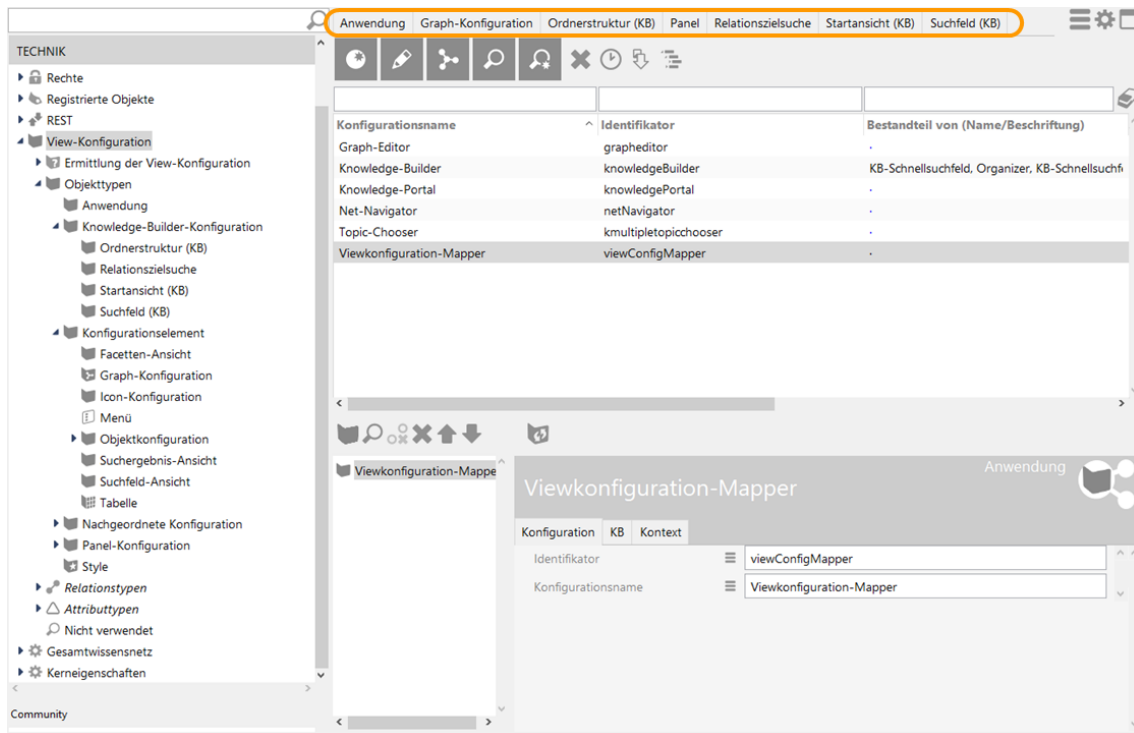 Anwendung Graph-Konfiguration Ordnerstruktur (KB) Panel Relationszielsuche Startansicht (KB) Suchfeld (KB)
TECHNIK
Rechte
Registrierte Objekte
REST
View-Konfiguration
Ermittlung der View-Konfiguration
Objekttypen
Anwendung
Knowledge-Builder-Konfiguration
Ordnerstruktur (KB)
Relationszielsuche
Startansicht (KB)
Suchfeld (KB)
Konfigurationselement
Facetten-Ansicht
Graph-Konfiguration
Icon-Konfiguration
Menü
Objektkonfiguration
Suchergebnis-Ansicht
Suchfeld-Ansicht
Tabelle
Nachgeordnete Konfiguration
Panel-Konfiguration
Style
Relationstypen
Attributtypen
Nicht verwendet
Gesamtwissensnetz
Kerneigenschaften
Community
Konfigurationsname Identifikator Bestandteil von (Name/Beschriftung)
Graph-Editor grapheditor
Knowledge-Builder knowledgeBuilder KB-Schnellsuchfeld, Organizer, KB-Schnellsuchfe
Knowledge-Portal knowledgePortal
Net-Navigator netNavigator
Topic-Chooser kmultipletopicchooser
Viewkonfiguration-Mapper viewConfigMapper
Viewkonfiguration-Mappe
Anwendung
Viewkonfiguration-Mapper
Konfiguration KB Kontext
Identifikator viewConfigMapper
Konfigurationsname Viewkonfiguration-Mapper